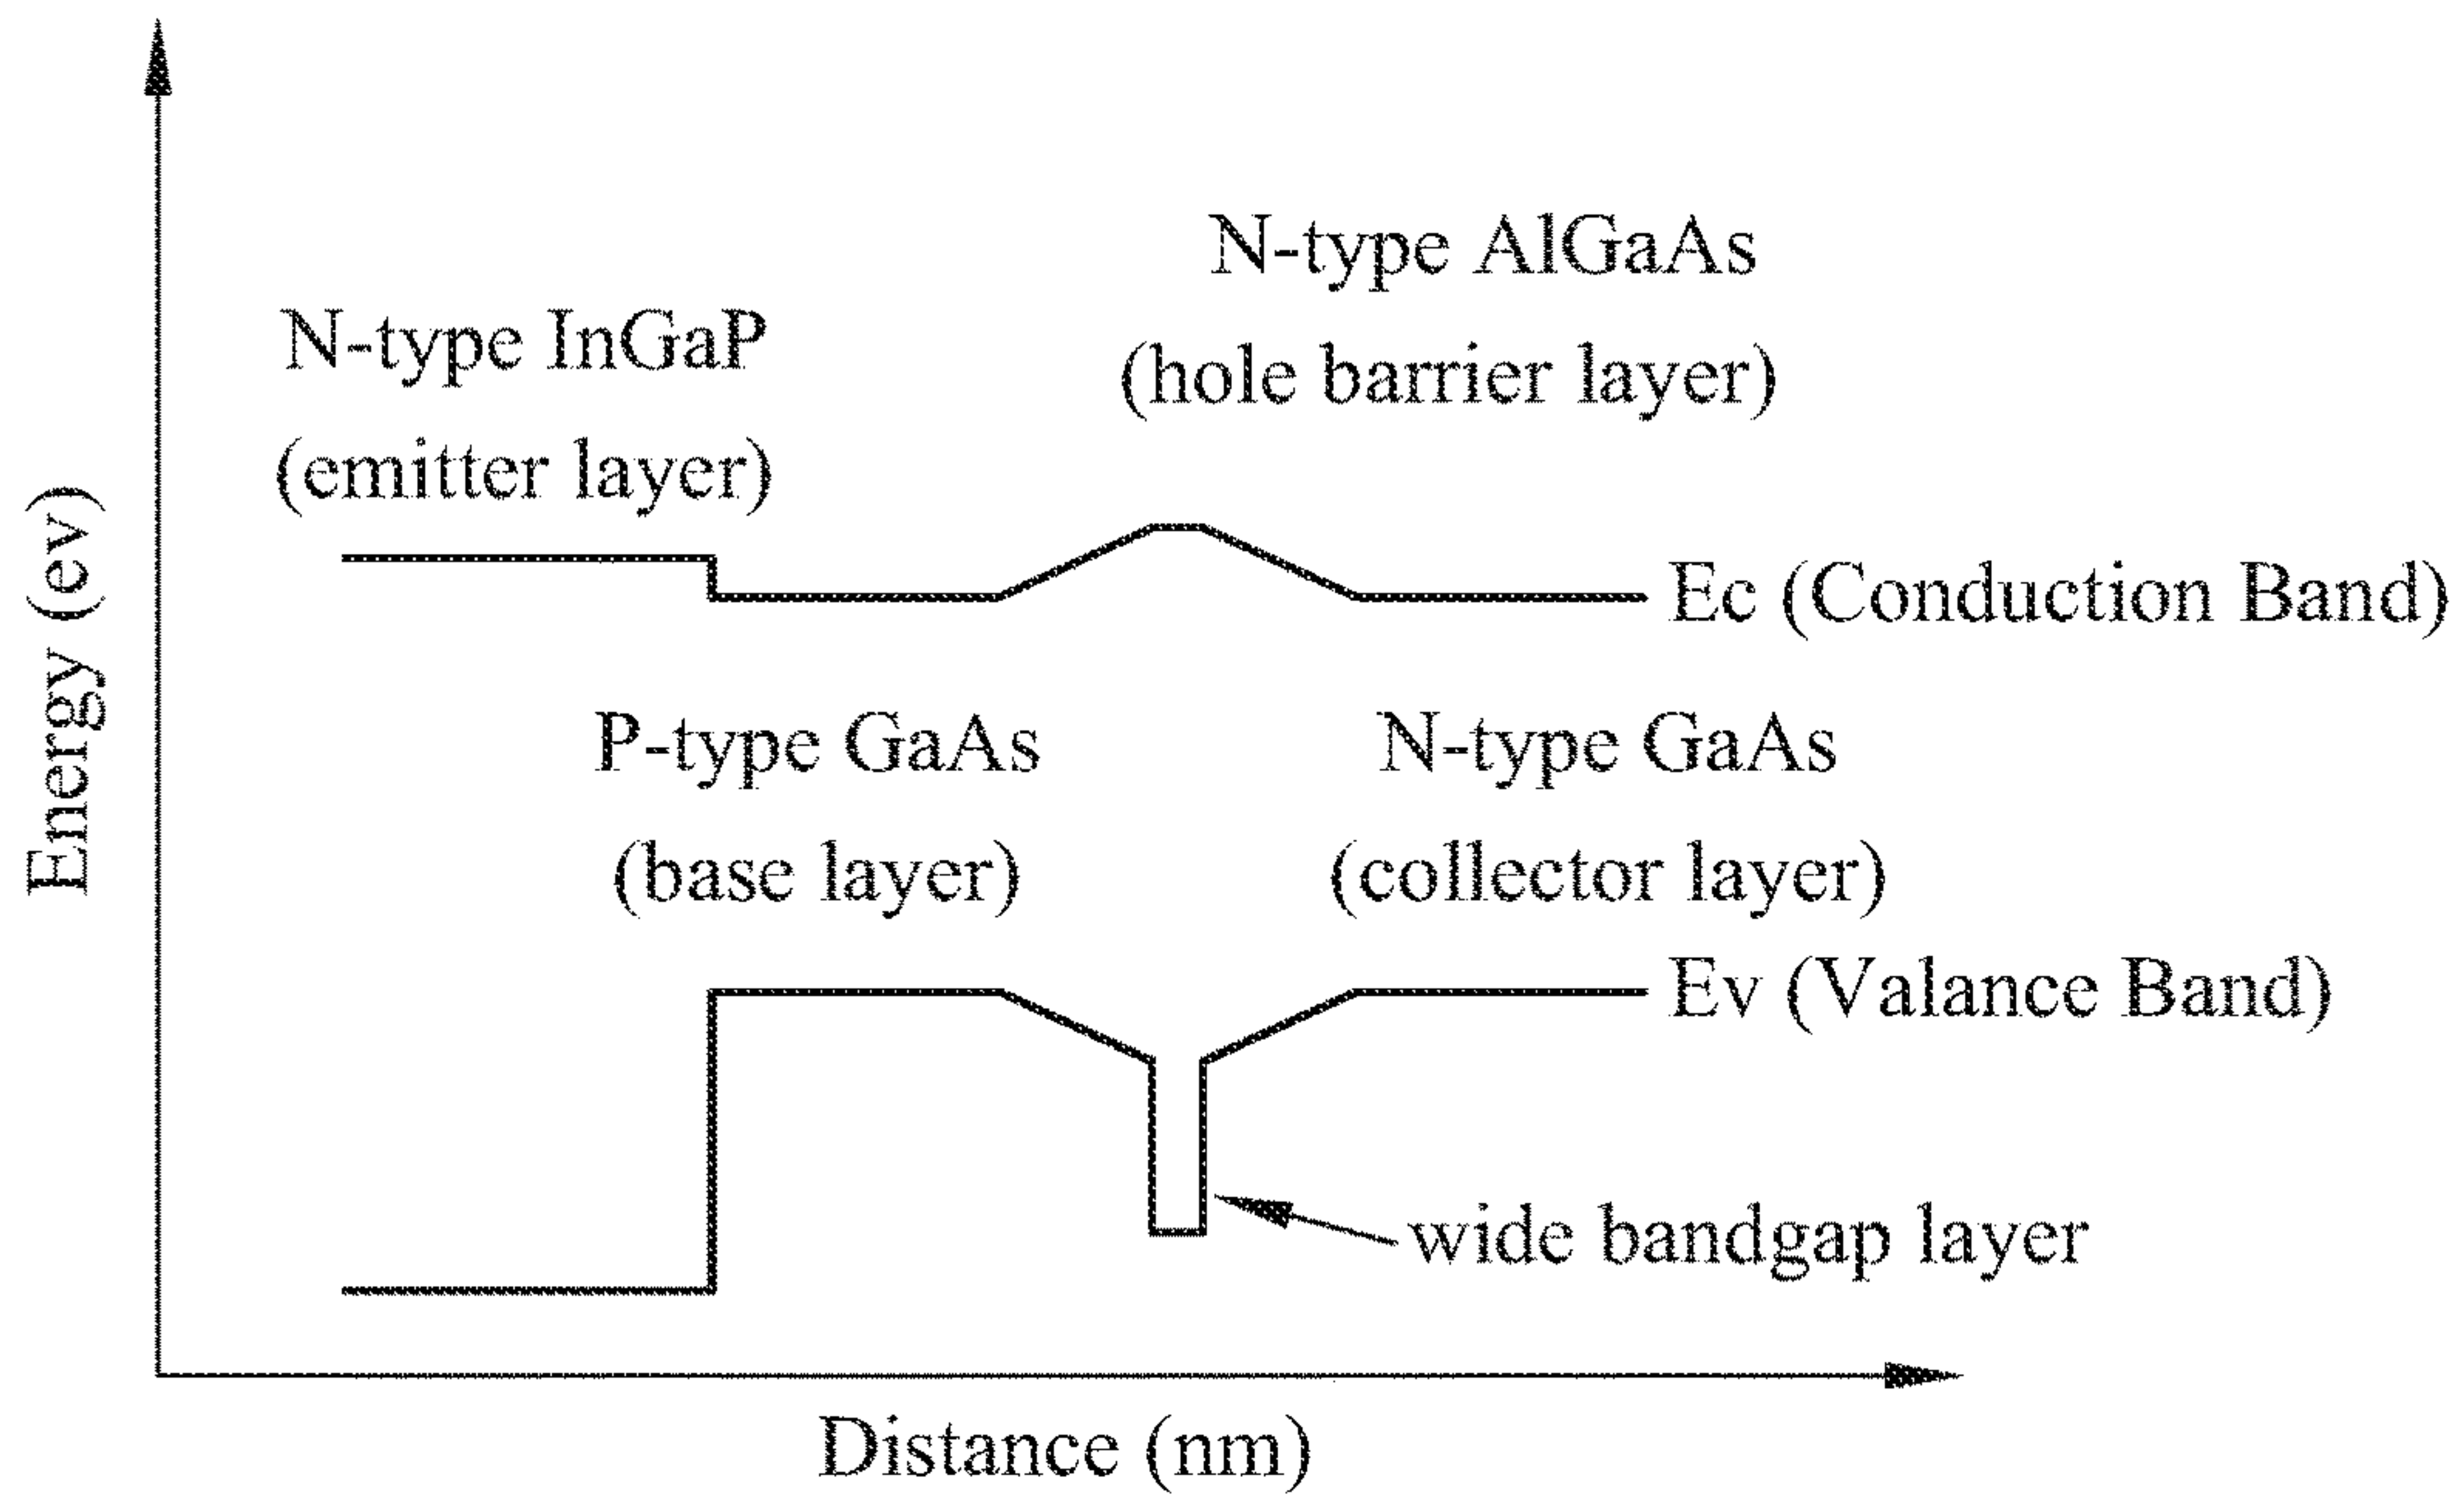 N-type AlGaAs
(hole barrier layer)
N-type InGaP
(emitter layer)
Energy (ev)
Ec (Conduction Band)
P-type GaAs
(base layer)
N-type GaAs
(collector layer)
Ev (Valance Band)
wide bandgap layer
Distance (nm)